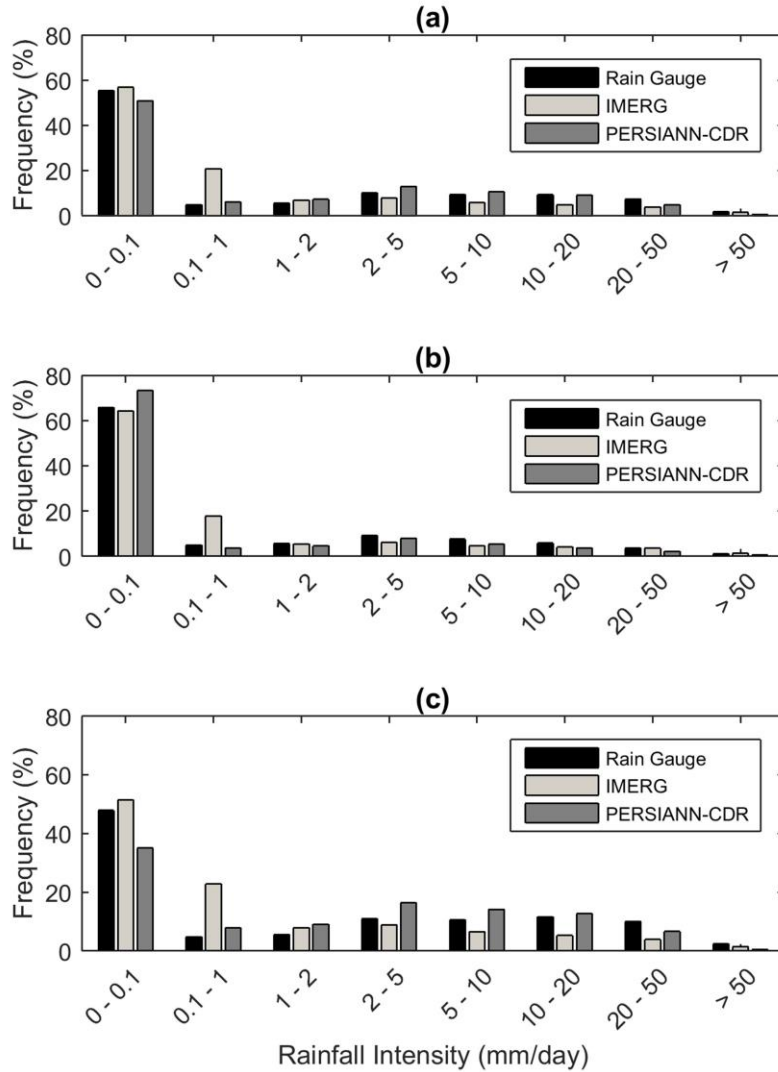 (a)
Frequency (%)
80
60
40
20
0
Rain Gauge
IMERG
PERSIANN-CDR
0 - 0.1
0.1 - 1
1 - 2
2 - 5
5 - 10
10 - 20
20 - 50
> 50
(b)
Frequency (%)
80
60
40
20
0
Rain Gauge
IMERG
PERSIANN-CDR
0 - 0.1
0.1 - 1
1 - 2
2 - 5
5 - 10
10 - 20
20 - 50
> 50
(c)
Frequency (%)
80
60
40
20
0
Rain Gauge
IMERG
PERSIANN-CDR
0 - 0.1
0.1 - 1
1 - 2
2 - 5
5 - 10
10 - 20
20 - 50
> 50
Rainfall Intensity (mm/day)